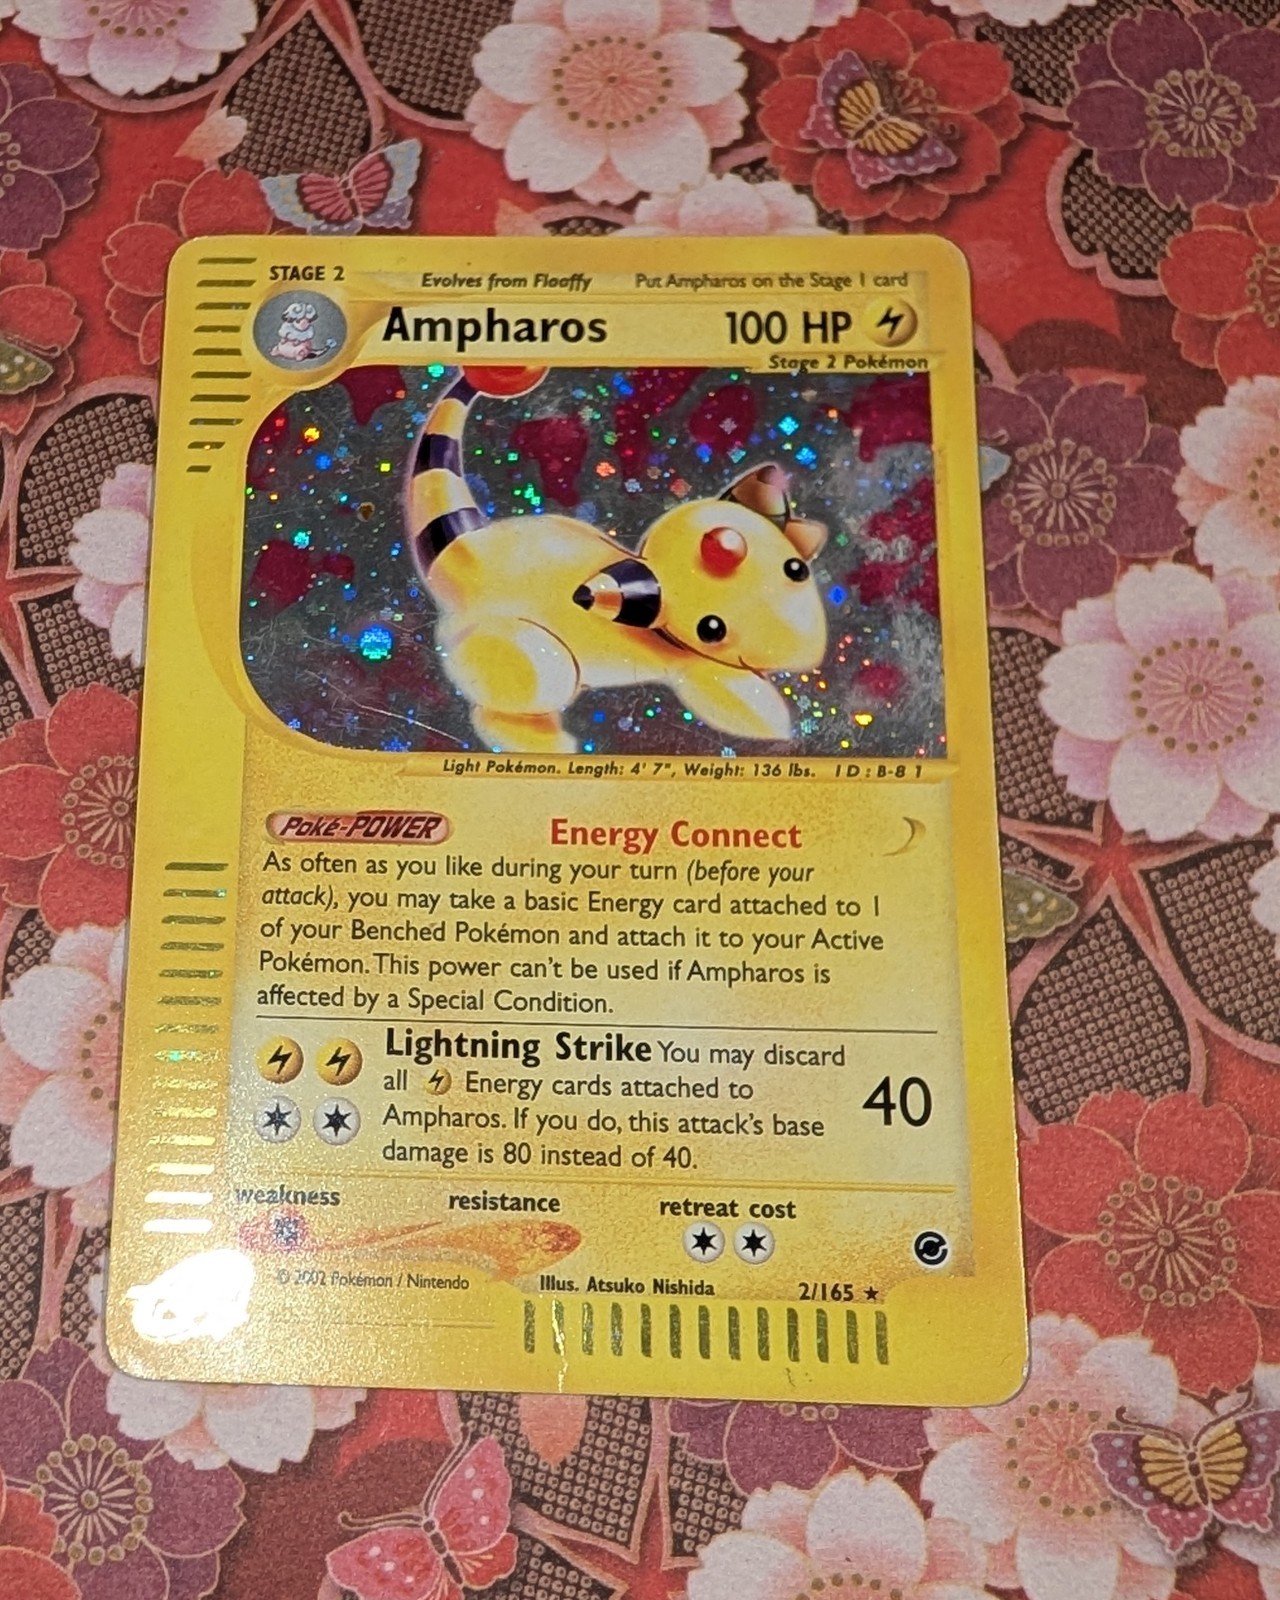 STAGE 2
Evolves from Flaaffy
Put Ampharos on the Stage 1 card
Ampharos
100 HP
Stage 2 Pokémon
Light Pokémon. Length: 4' 7", Weight: 136 lbs. ID: B-8 1
Poké-POWER
Energy Connect
As often as you like during your turn (before your
attack), you may take a basic Energy card attached to 1
of your Benched Pokémon and attach it to your Active
Pokémon. This power can't be used if Ampharos is
affected by a Special Condition.
Lightning Strike You may discard
all Energy cards attached to
Ampharos. If you do, this attack's base
damage is 80 instead of 40.
40
weakness
resistance
retreat cost
© 2002 Pokémon / Nintendo
Illus. Atsuko Nishida
2/165 ★